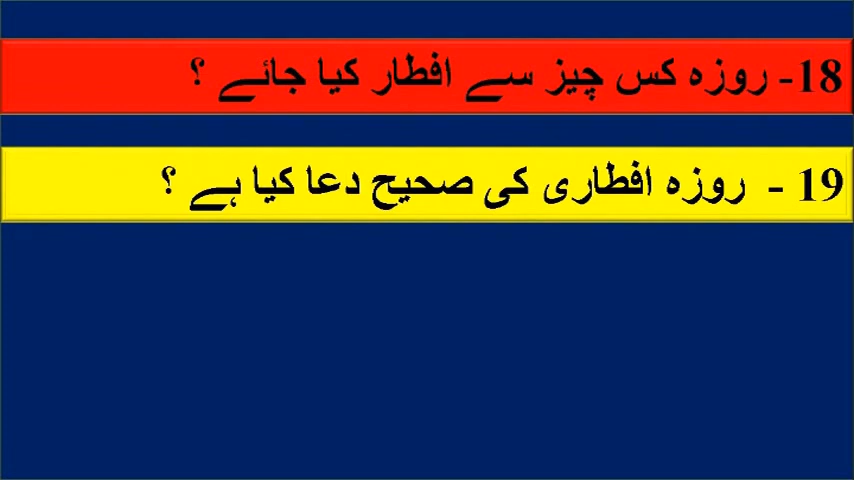 18- روزہ کس چیز سے افطار کیا جائے ؟
19 - روزہ افطاری کی صحیح دعا کیا ہے ؟